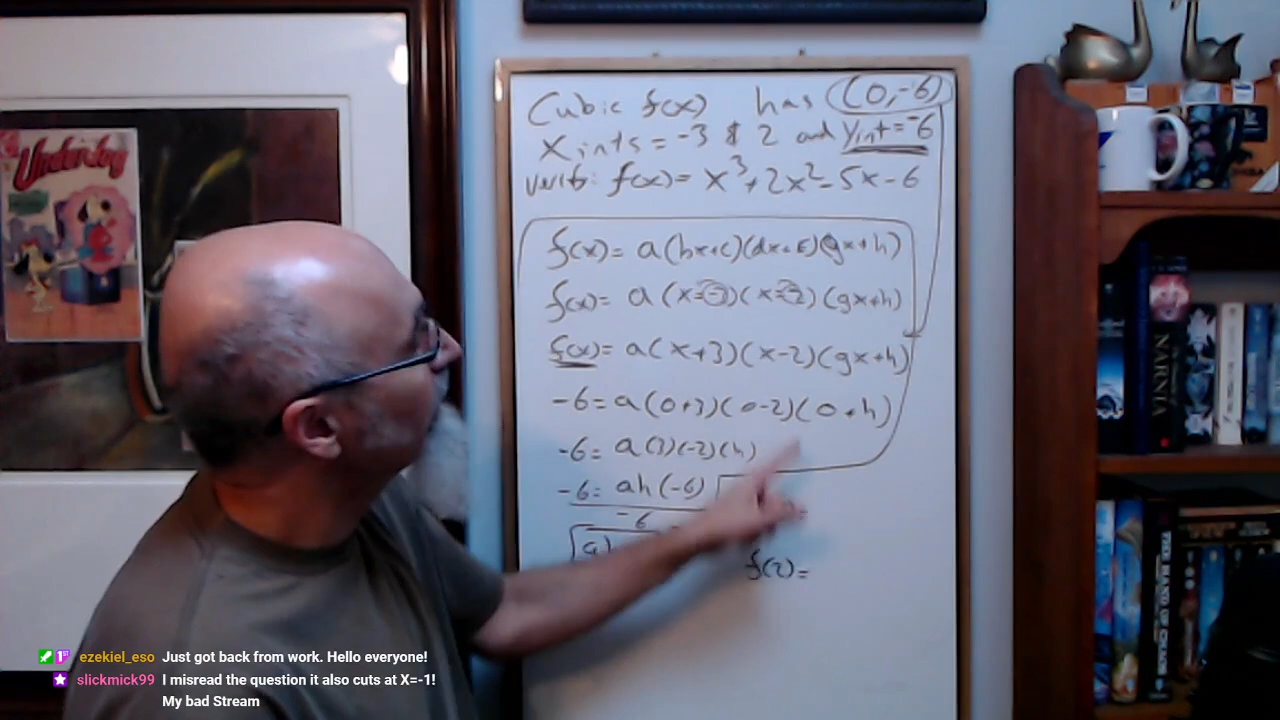 Underdog
Cubic f(x) has (0,-6)
x ints = -3 & 2 and yint = -6
verify: f(x) = x³ + 2x² - 5x - 6
f(x) = a(bx+c)(dx+e)(gx+h)
f(x) = a(x--3)(x-2)(gx+h)
f(x) = a(x+3)(x-2)(gx+h)
-6 = a(0+3)(0-2)(0+h)
-6 = a(3)(-2)(h)
-6 = ah(-6)
-6
f(2) =
NARNIA
ezekiel_eso Just got back from work. Hello everyone!
slickmick99 I misread the question it also cuts at X=-1!
My bad Stream